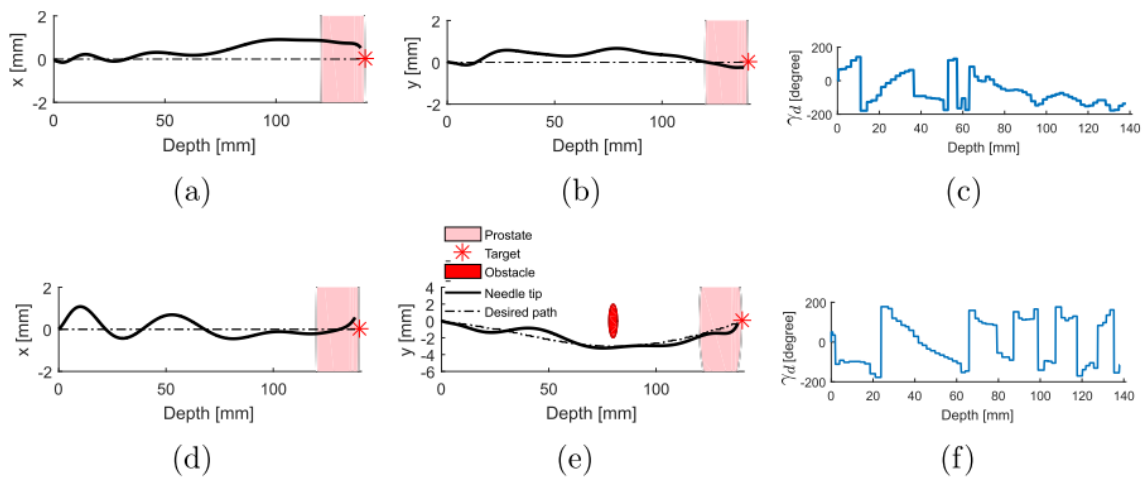 2
0
-2
x [mm]
0
50
100
Depth [mm]
(a)
2
0
-2
y [mm]
0
50
100
Depth [mm]
(b)
200
0
-200
γd [degree]
0
20
40
60
80
100
120
140
Depth [mm]
(c)
2
0
-2
x [mm]
0
50
100
Depth [mm]
(d)
Prostate
Target
Obstacle
Needle tip
Desired path
4
2
0
-2
-4
-6
y [mm]
0
50
100
Depth [mm]
(e)
200
0
-200
γd [degree]
0
20
40
60
80
100
120
140
Depth [mm]
(f)